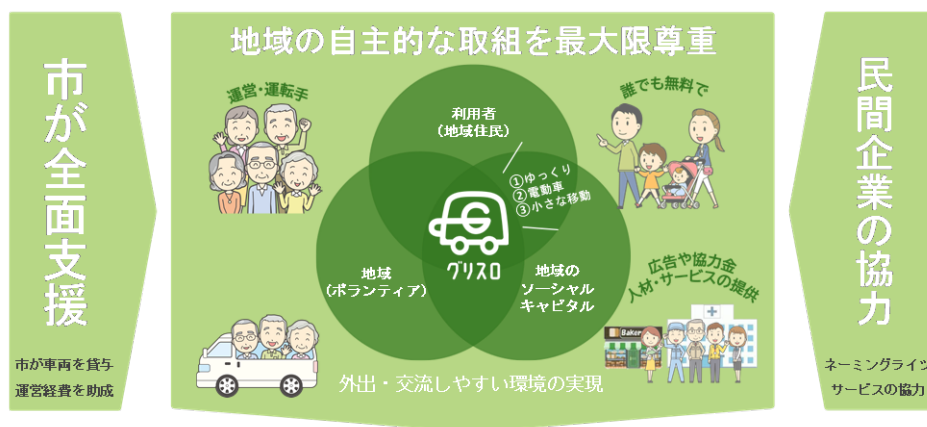 市が全面支援
市が車両を貸与
運営経費を助成
地域の自主的な取組を最大限尊重
運営・運転手
誰でも無料で
利用者
（地域住民）
①ゆっくり
②電動車
③小さな移動
グリスロ
地域
（ボランティア）
地域の
ソーシャル
キャピタル
広告や協力金
人材・サービスの提供
Baker
外出・交流しやすい環境の実現
民間企業の協力
ネーミングライツ
サービスの協力